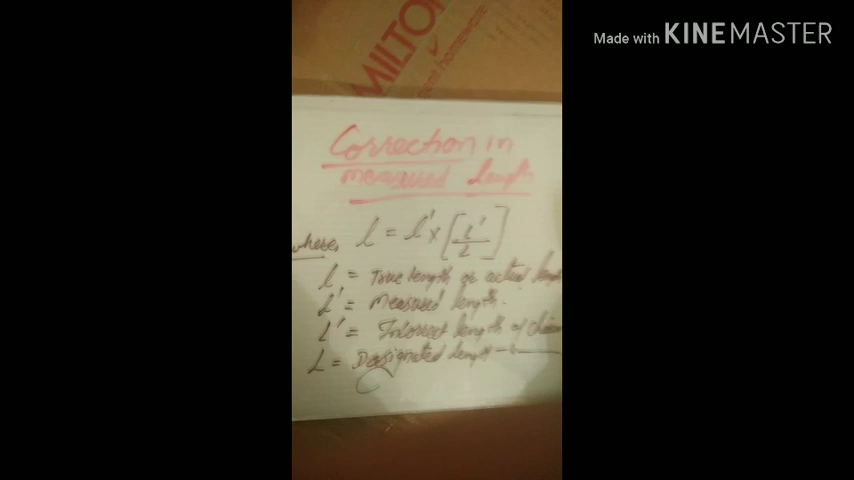 MILTON
Made with KINEMASTER
Correction in
measured length
where, l = l' × [L'/L]
l = True length or actual length
l' = Measured length.
L' = Incorrect length of chain
L = Designated length — " —